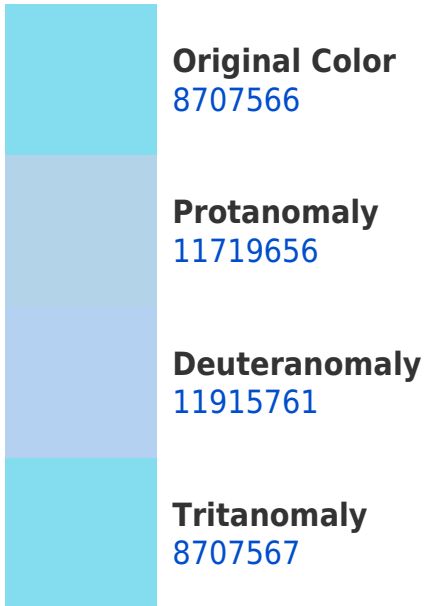 Original Color
8707566
Protanomaly
11719656
Deuteranomaly
11915761
Tritanomaly
8707567